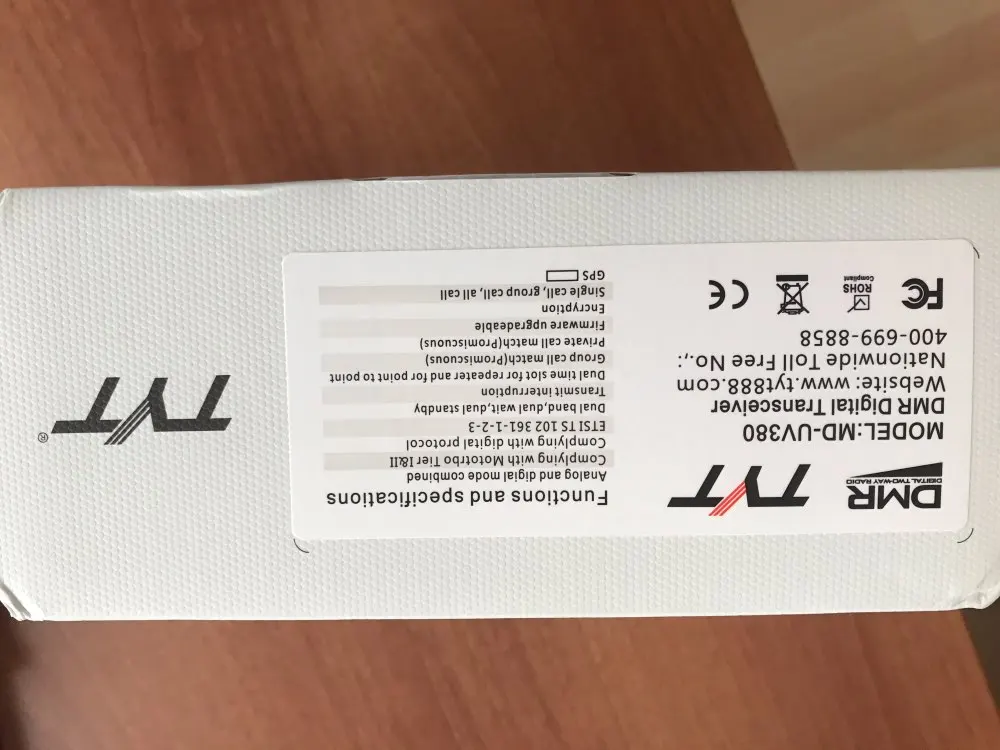 DMR
DIGITAL TWO-WAY RADIO
TYT
MODEL:MD-UV380
DMR Digital Transceiver
Website: www.tyt888.com
Nationwide Toll Free No.,:
400-699-8858
FC
ROHS
Compliant
CE
Functions and specifications
Analog and digial and mode combined
Complying with Mototrbo Tier I&II
Complying with digital protocol
ETSI TS 102 361-1-2-3
Dual band,dual wait,dual standby
Transmit Interruption
Dual time slot for repeater and for point to point
Group call match(Promiscuous)
Private call match(Promiscuous)
Firmware upgradeable
Encryption
Single call, group call, all call
GPS
TYT®